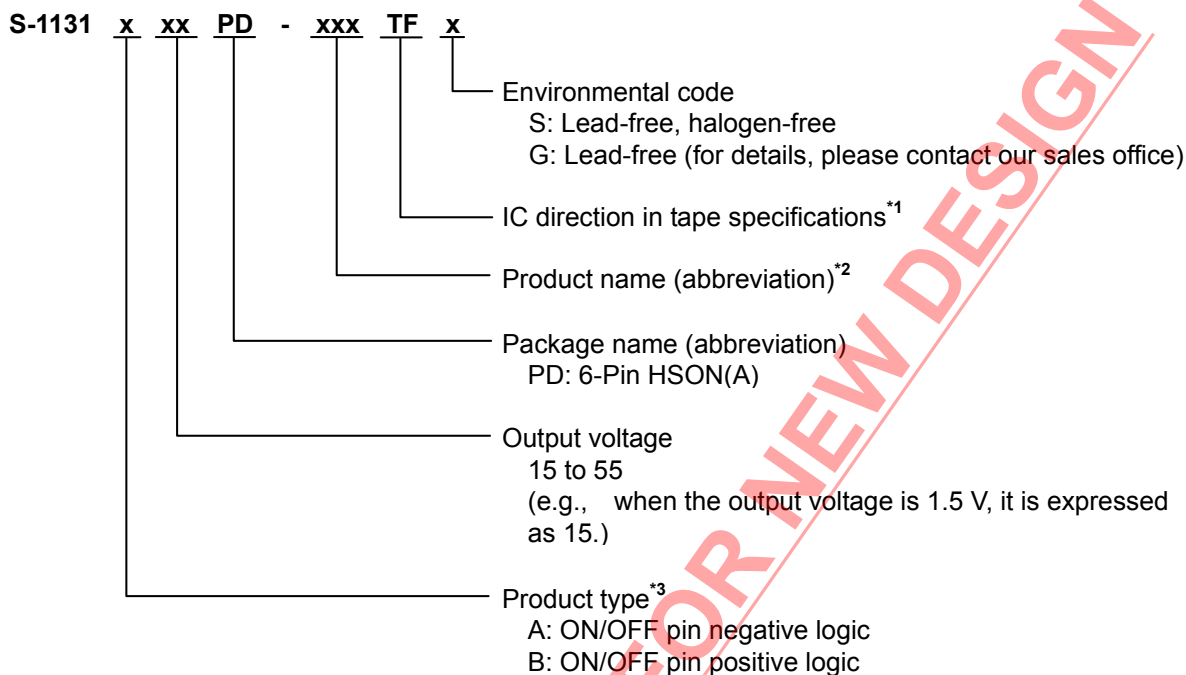 S-1131 x xx PD - xxx TF x
Environmental code
S: Lead-free, halogen-free
G: Lead-free (for details, please contact our sales office)
IC direction in tape specifications*1
Product name (abbreviation)*2
Package name (abbreviation)
PD: 6-Pin HSON(A)
Output voltage
15 to 55
(e.g., when the output voltage is 1.5 V, it is expressed
as 15.)
Product type*3
A: ON/OFF pin negative logic
B: ON/OFF pin positive logic
FOR NEW DESIGN